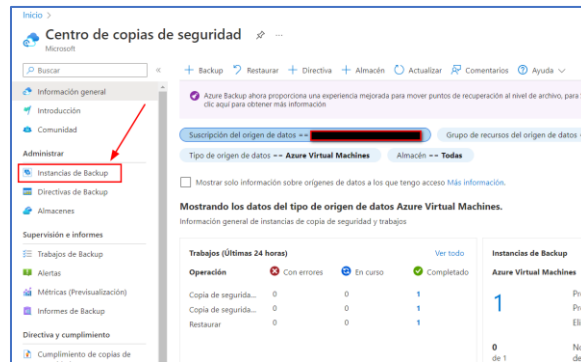 Inicio >
Centro de copias de seguridad
Microsoft
Buscar
+ Backup Restaurar + Directiva + Almacén Actualizar Comentarios Ayuda
Información general
Introducción
Comunidad
Administrar
Instancias de Backup
Directivas de Backup
Almacenes
Supervisión e informes
Trabajos de Backup
Alertas
Métricas (Previsualización)
Informes de Backup
Directiva y cumplimiento
Cumplimiento de copias de
Azure Backup ahora proporciona una experiencia mejorada para mover puntos de recuperación al nivel de archivo, para
clic aquí para obtener más información
Suscripción del origen de datos ==
Grupo de recursos del origen de datos =
Tipo de origen de datos == Azure Virtual Machines
Almacén == Todas
Mostrar solo información sobre orígenes de datos a los que tengo acceso Más información.
Mostrando los datos del tipo de origen de datos Azure Virtual Machines.
Información general de instancias de copia de seguridad y trabajos
Trabajos (Últimas 24 horas) Ver todo
Operación Con errores En curso Completado
Copia de segurida... 0 0 1
Copia de segurida... 0 0 1
Restaurar 0 0 1
Instancias de Backup
Azure Virtual Machines
1
Pr
Pr
Eli
0
de 1
No
de